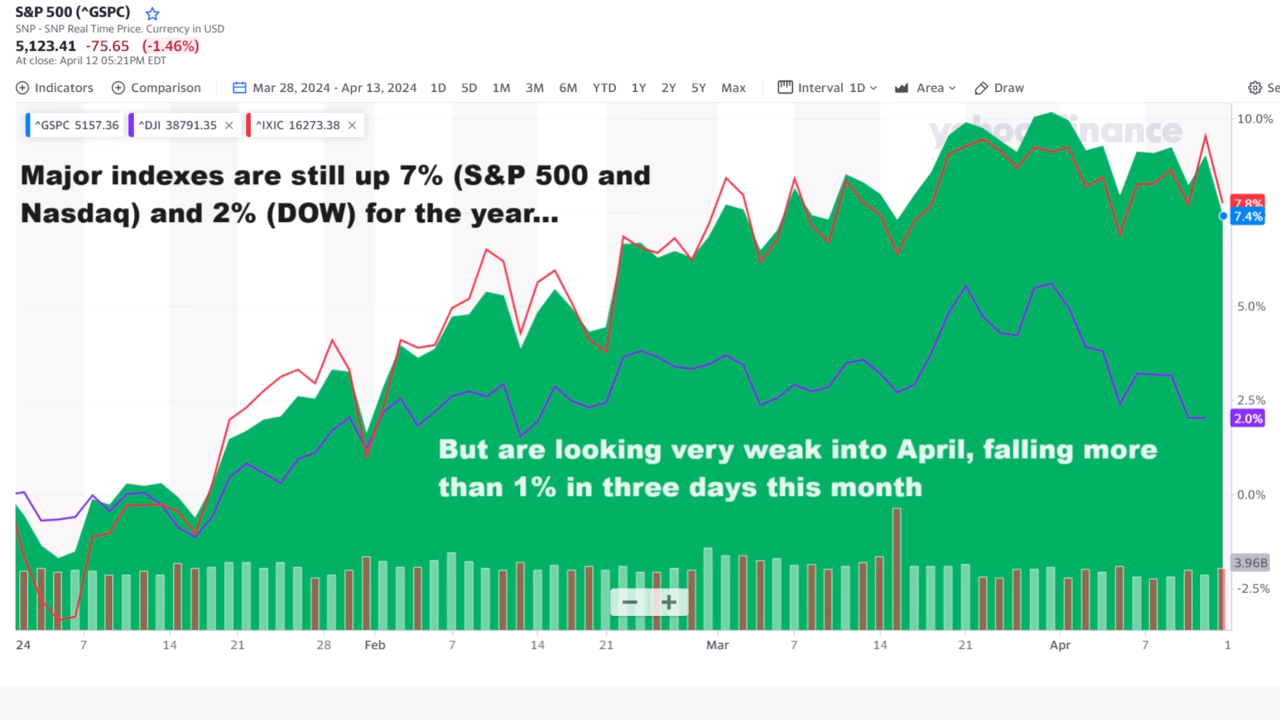 S&P 500 (^GSPC)
SNP - SNP Real Time Price. Currency in USD
5,123.41 -75.65 (-1.46%)
At close: April 12 05:21PM EDT
Indicators Comparison Mar 28, 2024 - Apr 13, 2024 1D 5D 1M 3M 6M YTD 1Y 2Y 5Y Max Interval 1D Area Draw Se
^GSPC 5157.36 ^DJI 38791.35 × ^IXIC 16273.38 ×
yahoo finance
10.0%
Major indexes are still up 7% (S&P 500 and
Nasdaq) and 2% (DOW) for the year...
7.8%
7.4%
5.0%
2.5%
2.0%
But are looking very weak into April, falling more
than 1% in three days this month
0.0%
3.96B
-2.5%
− +
24 7 14 21 28 Feb 7 14 21 Mar 7 14 21 Apr 7 1